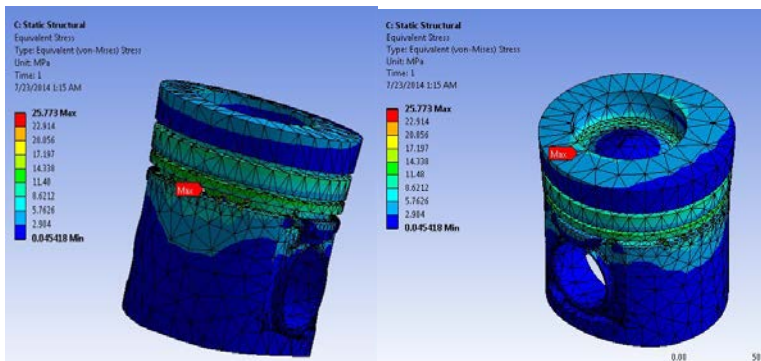 C: Static Structural
Equivalent Stress
Type: Equivalent (von-Mises) Stress
Unit: MPa
Time: 1
7/23/2014 1:15 AM
25.773 Max
22.914
20.056
17.197
14.338
11.48
8.6212
5.7626
2.904
0.045418 Min
Max
C: Static Structural
Equivalent Stress
Type: Equivalent (von-Mises) Stress
Unit: MPa
Time: 1
7/23/2014 1:15 AM
25.773 Max
22.914
20.056
17.197
14.338
11.48
8.6212
5.7626
2.904
0.045418 Min
Max
0.00
50